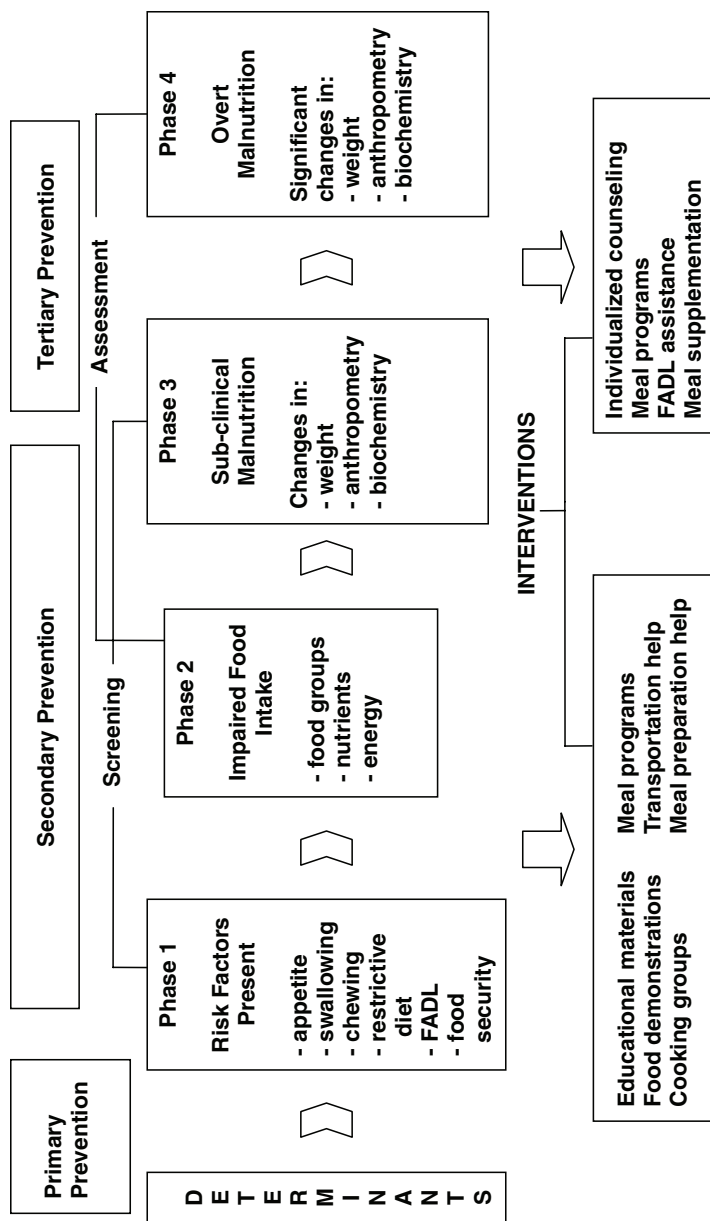 Primary
Prevention
Secondary Prevention
Tertiary Prevention
Screening
Assessment
D
E
T
E
R
M
I
N
A
N
T
S
Phase 1
Risk Factors
Present
- appetite
- swallowing
- chewing
- restrictive
diet
- FADL
- food
security
Phase 2
Impaired Food
Intake
- food groups
- nutrients
- energy
Phase 3
Sub-clinical
Malnutrition
Changes in:
- weight
- anthropometry
- biochemistry
Phase 4
Overt
Malnutrition
Significant
changes in:
- weight
- anthropometry
- biochemistry
INTERVENTIONS
Educational materials
Food demonstrations
Cooking groups
Meal programs
Transportation help
Meal preparation help
Individualized counseling
Meal programs
FADL assistance
Meal supplementation